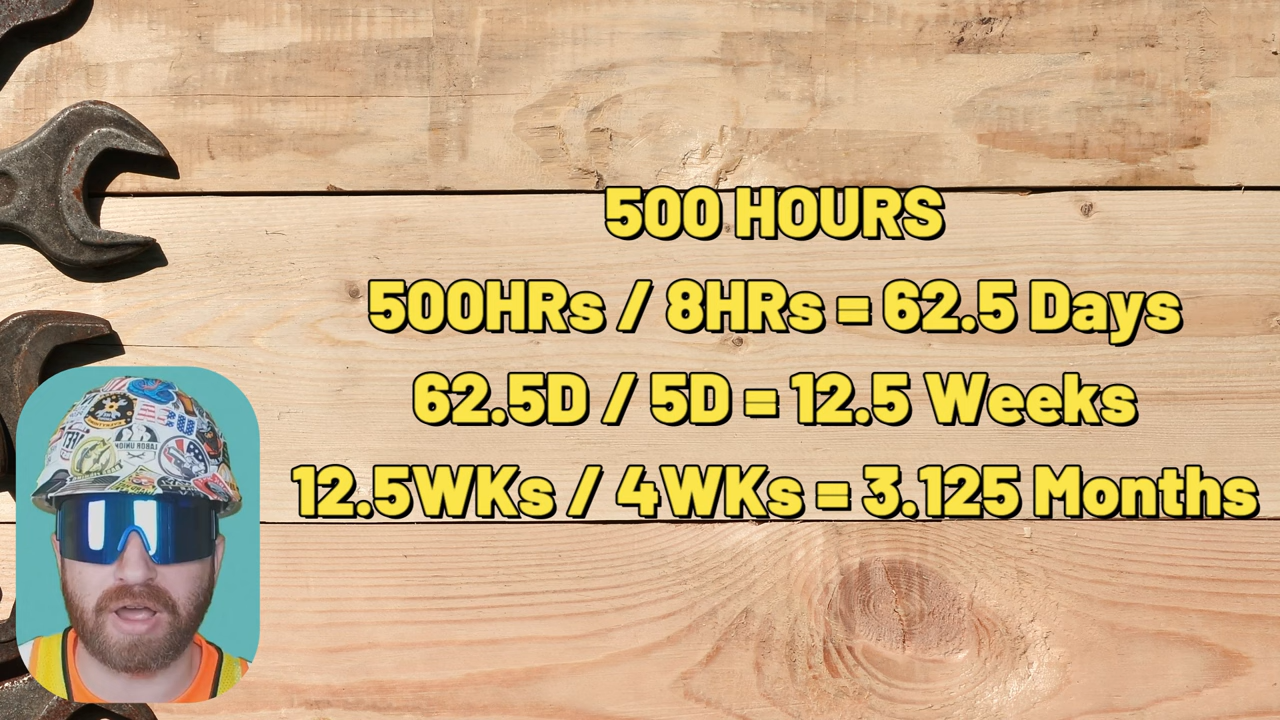 500 HOURS
500HRs / 8HRs = 62.5 Days
62.5D / 5D = 12.5 Weeks
12.5WKs / 4WKs = 3.125 Months